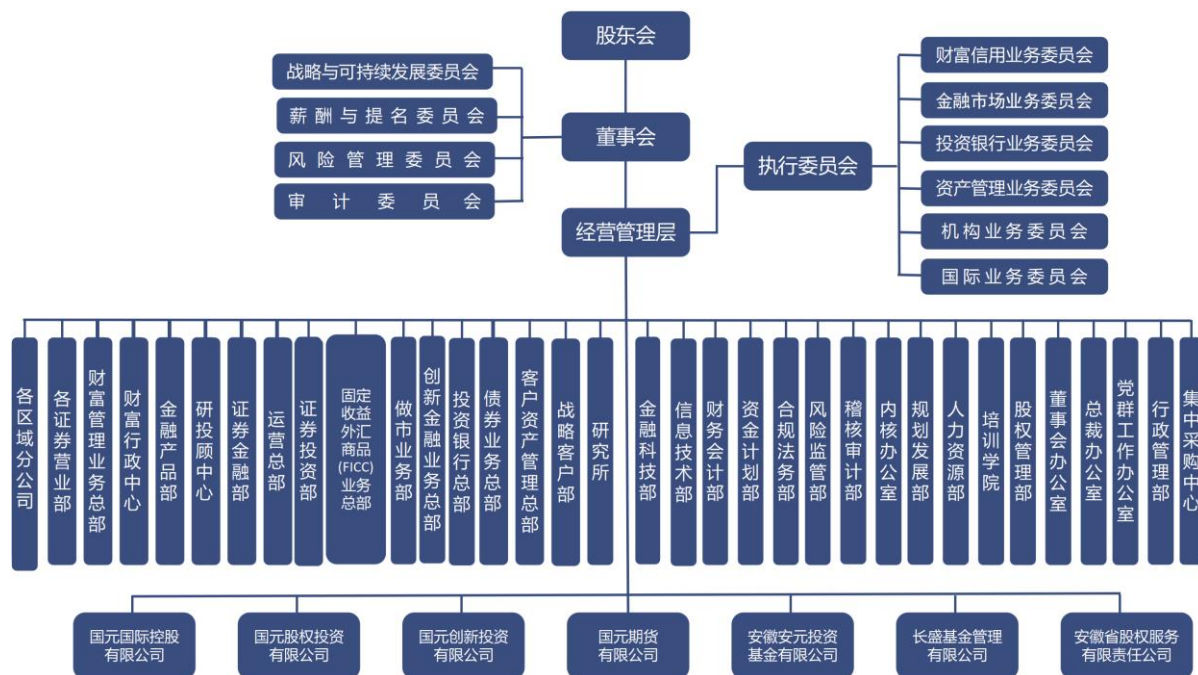 股东会
战略与可持续发展委员会
薪酬与提名委员会
风险管理委员会
审计委员会
董事会
经营管理层
执行委员会
财富信用业务委员会
金融市场业务委员会
投资银行业务委员会
资产管理业务委员会
机构业务委员会
国际业务委员会
各区域分公司
各证券营业部
财富管理业务总部
财富行政中心
金融产品部
研投顾中心
证券金融部
运营总部
证券投资部
固定
收益
外汇
商品
(FICC)
业务
总部
做市业务部
创新金融业务总部
投资银行总部
债券业务总部
客户资产管理总部
战略客户部
研究所
金融科技部
信息技术部
财务会计部
资金计划部
合规法务部
风险监管部
稽核审计部
内核办公室
规划发展部
人力资源部
培训学院
股权管理部
董事会办公室
总裁办公室
党群工作办公室
行政管理部
集中采购中心
国元国际控股
有限公司
国元股权投资
有限公司
国元创新投资
有限公司
国元期货
有限公司
安徽安元投资
基金有限公司
长盛基金管理
有限公司
安徽省股权服务
有限责任公司